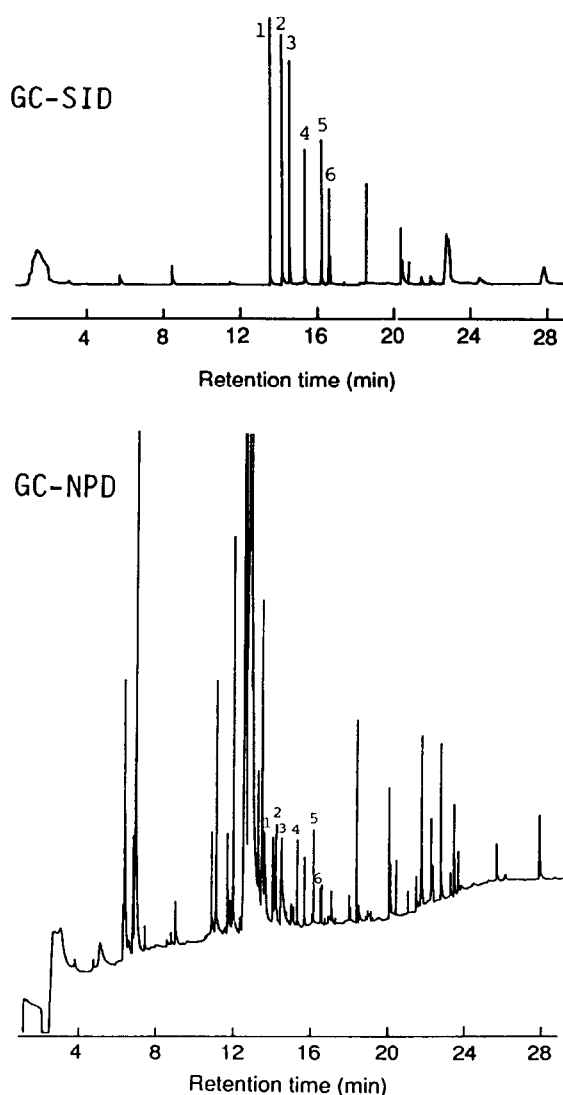 1 2 3
GC-SID
4 5 6
4 8 12 16 20 24 28
Retention time (min)
GC-NPD
1 2 3 4 5 6
4 8 12 16 20 24 28
Retention time (min)